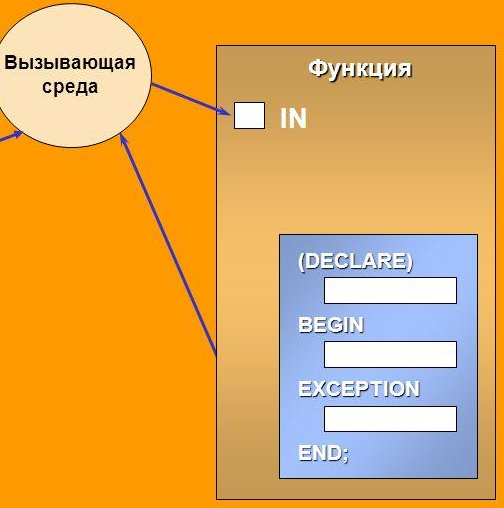 Вызывающая
среда
Функция
IN
(DECLARE)
BEGIN
EXCEPTION
END;